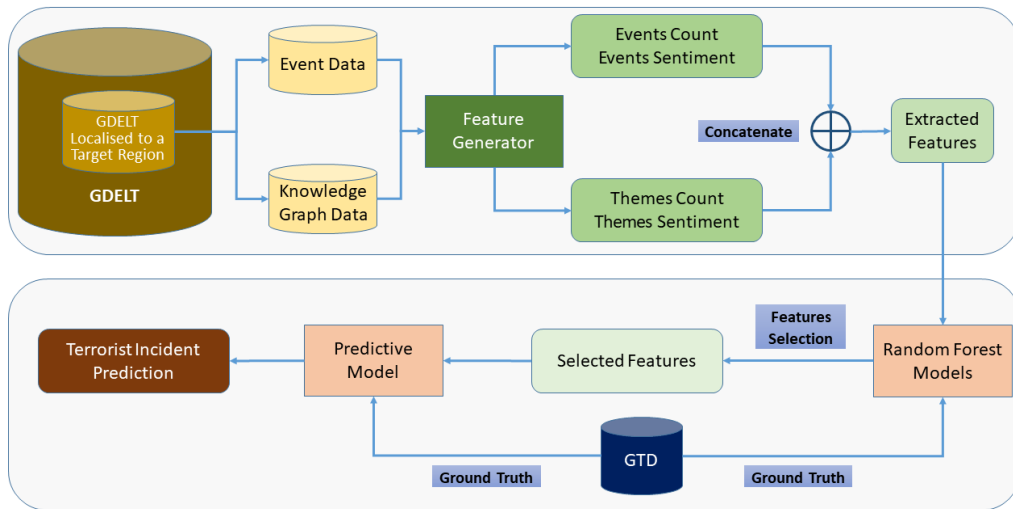 GDELT
Localised to a
Target Region
GDELT
Event Data
Knowledge
Graph Data
Feature
Generator
Events Count
Events Sentiment
Themes Count
Themes Sentiment
Concatenate
Extracted
Features
Terrorist Incident
Prediction
Predictive
Model
Selected Features
Features
Selection
Random Forest
Models
GTD
Ground Truth
Ground Truth